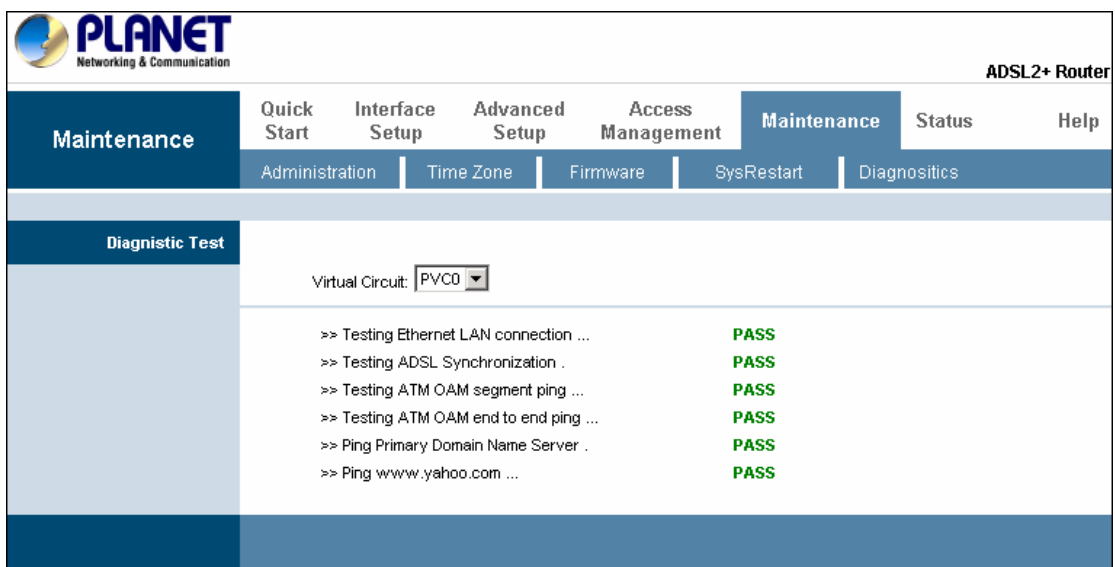 PLANET
Networking & Communication
ADSL2+ Router
Maintenance
Quick Start
Interface Setup
Advanced Setup
Access Management
Maintenance
Status
Help
Administration
Time Zone
Firmware
SysRestart
Diagnositics
Diagnistic Test
Virtual Circuit: PVC0
>> Testing Ethernet LAN connection ... PASS
>> Testing ADSL Synchronization . PASS
>> Testing ATM OAM segment ping ... PASS
>> Testing ATM OAM end to end ping ... PASS
>> Ping Primary Domain Name Server . PASS
>> Ping www.yahoo.com ... PASS